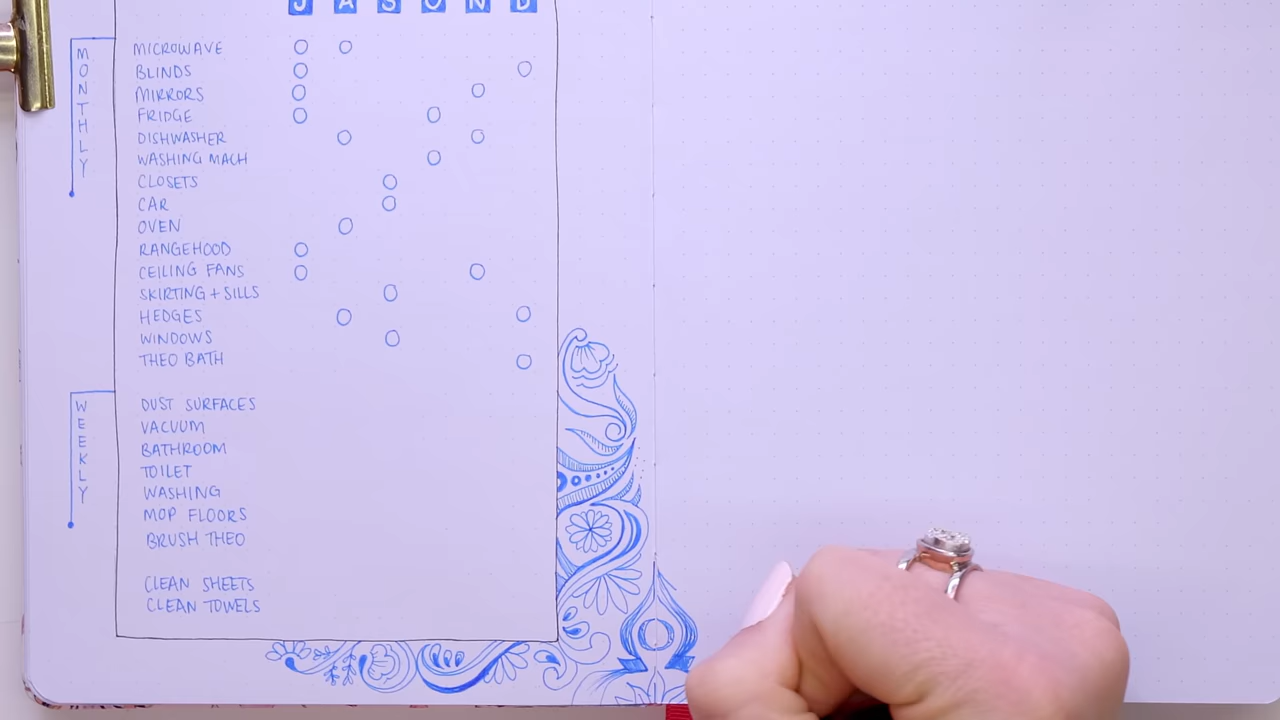 J A S O N D
MONTHLY
MICROWAVE
BLINDS
MIRRORS
FRIDGE
DISHWASHER
WASHING MACH
CLOSETS
CAR
OVEN
RANGEHOOD
CEILING FANS
SKIRTING + SILLS
HEDGES
WINDOWS
THEO BATH
WEEKLY
DUST SURFACES
VACUUM
BATHROOM
TOILET
WASHING
MOP FLOORS
BRUSH THEO
CLEAN SHEETS
CLEAN TOWELS